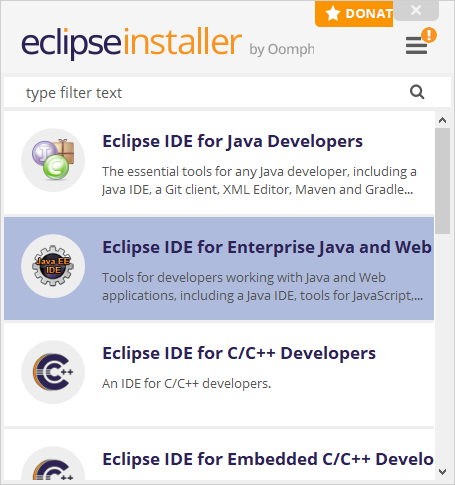 DONAT
eclipseinstaller by Oomph
type filter text
Eclipse IDE for Java Developers
The essential tools for any Java developer, including a
Java IDE, a Git client, XML Editor, Maven and Gradle...
Java EE
IDE
Eclipse IDE for Enterprise Java and Web
Tools for developers working with Java and Web
applications, including a Java IDE, tools for JavaScript,...
C++
Eclipse IDE for C/C++ Developers
An IDE for C/C++ developers.
Eclipse IDE for Embedded C/C++ Develo